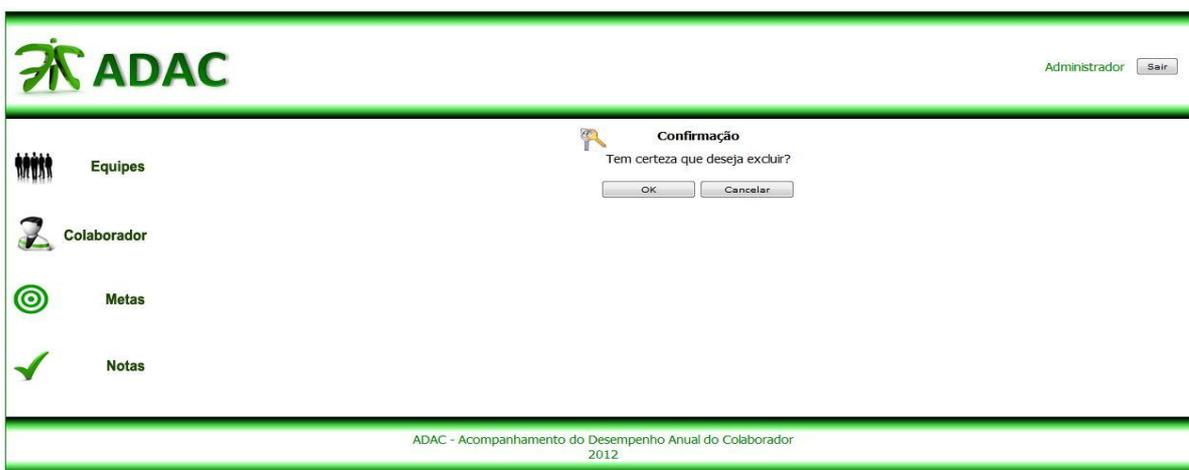 ADAC
Administrador Sair
Confirmação
Tem certeza que deseja excluir?
OK Cancelar
Equipes
Colaborador
Metas
Notas
ADAC - Acompanhamento do Desempenho Anual do Colaborador
2012